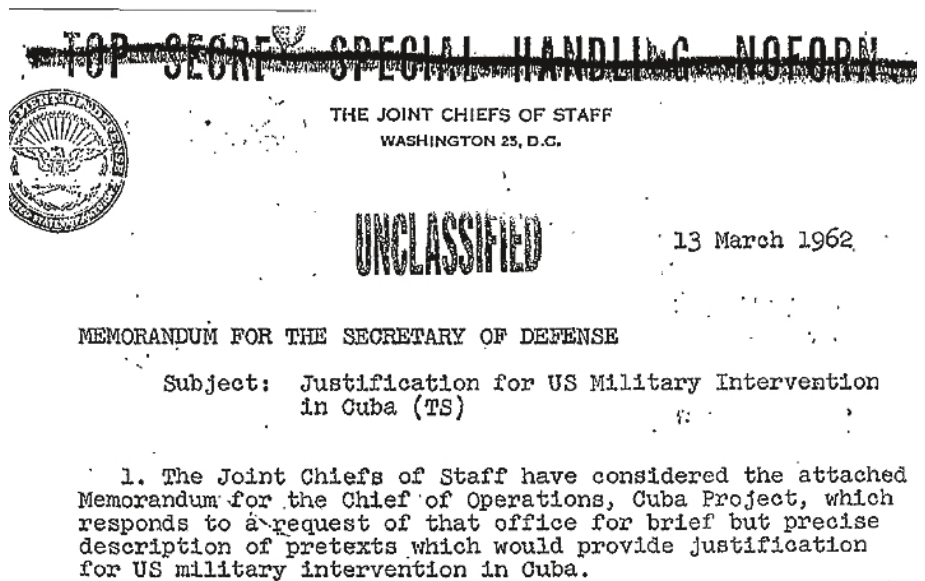 TOP SECRET SPECIAL HANDLING NOFORN
THE JOINT CHIEFS OF STAFF
WASHINGTON 25, D.C.
UNCLASSIFIED
13 March 1962
MEMORANDUM FOR THE SECRETARY OF DEFENSE
Subject: Justification for US Military Intervention
in Cuba (TS)
1. The Joint Chiefs of Staff have considered the attached
Memorandum for the Chief of Operations, Cuba Project, which
responds to a request of that office for brief but precise
description of pretexts which would provide justification
for US military intervention in Cuba.